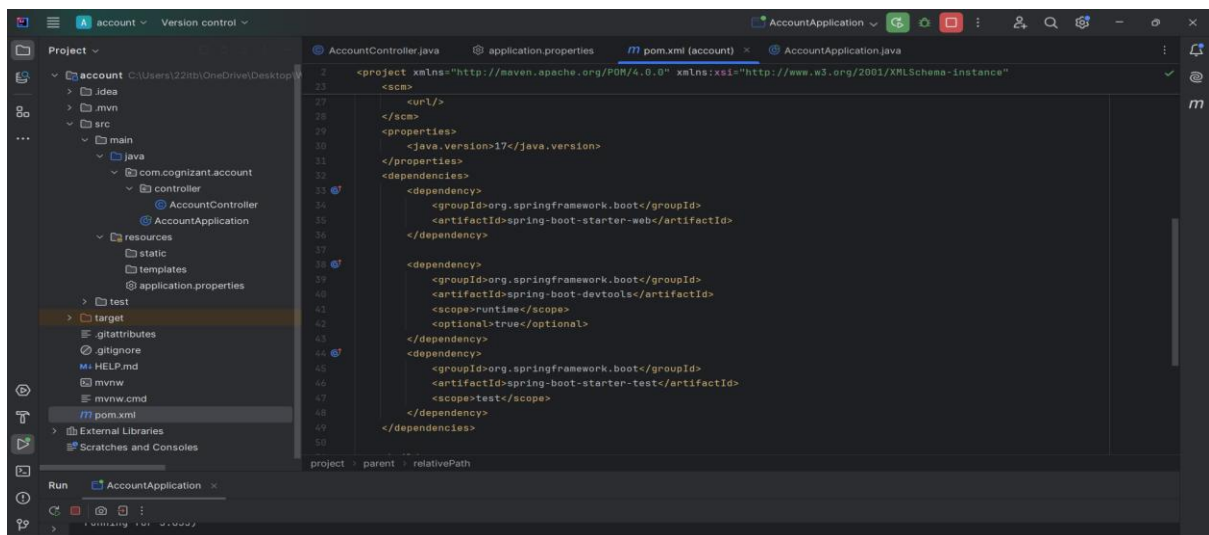 A account Version control AccountApplication
Project
AccountController.java application.properties pom.xml (account) AccountApplication.java
account C:\Users\22itb\OneDrive\Desktop\
.idea
.mvn
src
main
java
com.cognizant.account
controller
AccountController
AccountApplication
resources
static
templates
application.properties
test
target
.gitattributes
.gitignore
M↓ HELP.md
mvnw
mvnw.cmd
pom.xml
External Libraries
Scratches and Consoles
2 <project xmlns="http://maven.apache.org/POM/4.0.0" xmlns:xsi="http://www.w3.org/2001/XMLSchema-instance"
23 <scm>
27 <url/>
28 </scm>
29 <properties>
30 <java.version>17</java.version>
31 </properties>
32 <dependencies>
33 <dependency>
34 <groupId>org.springframework.boot</groupId>
35 <artifactId>spring-boot-starter-web</artifactId>
36 </dependency>
37
38 <dependency>
39 <groupId>org.springframework.boot</groupId>
40 <artifactId>spring-boot-devtools</artifactId>
41 <scope>runtime</scope>
42 <optional>true</optional>
43 </dependency>
44 <dependency>
45 <groupId>org.springframework.boot</groupId>
46 <artifactId>spring-boot-starter-test</artifactId>
47 <scope>test</scope>
48 </dependency>
49 </dependencies>
50
project > parent > relativePath
Run AccountApplication